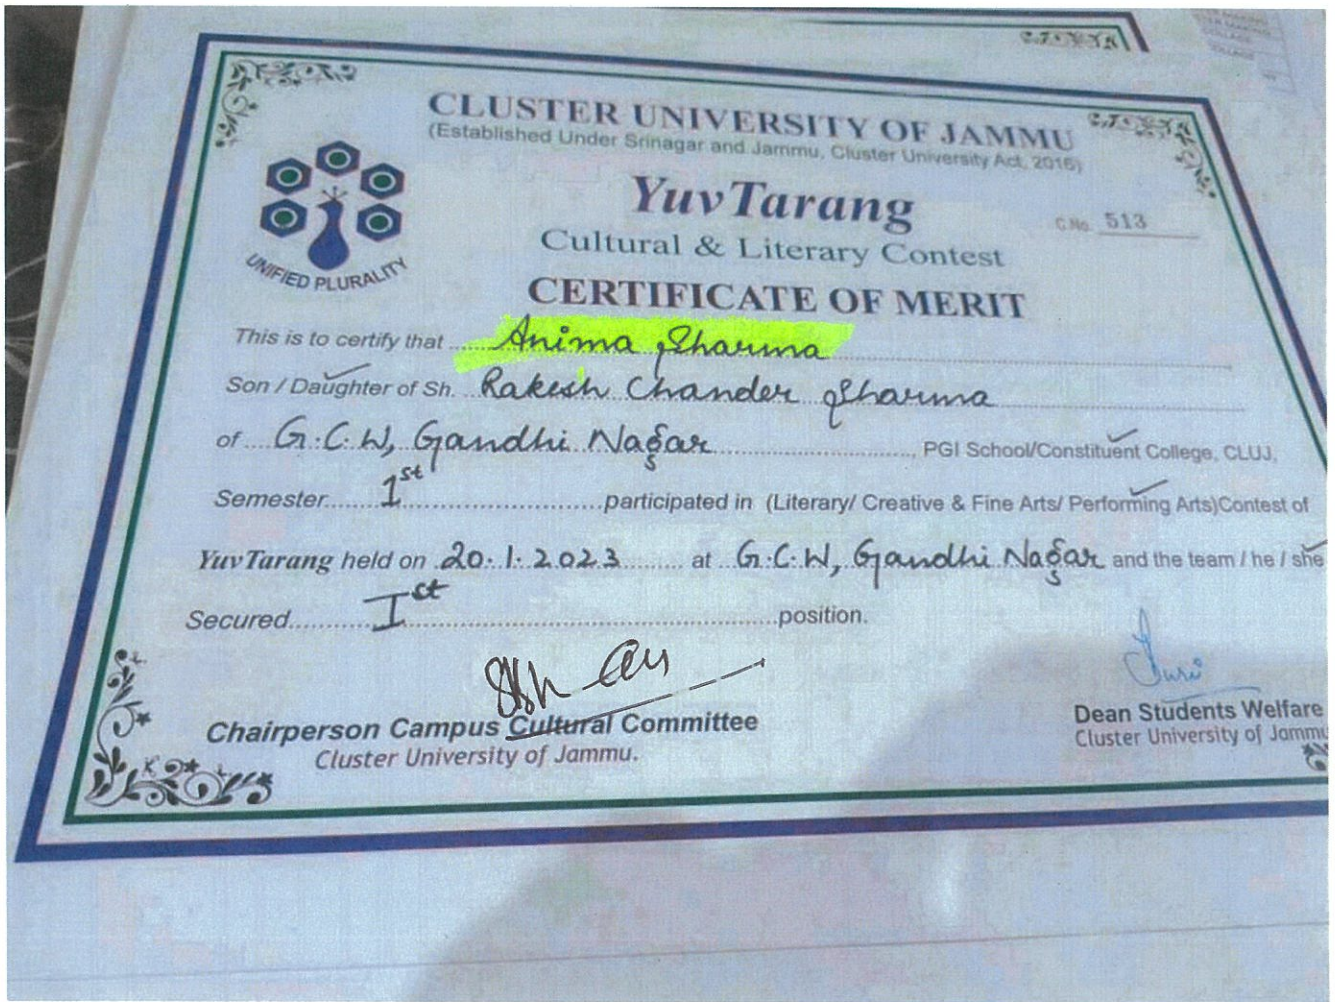 CLUSTER UNIVERSITY OF JAMMU
(Established Under Srinagar and Jammu, Cluster University Act, 2016)
YuvTarang
C.No. 513
Cultural & Literary Contest
UNIFIED PLURALITY
CERTIFICATE OF MERIT
This is to certify that Anima Sharma
Son / Daughter of Sh. Rakesh Chander Sharma
of G.C.W, Gandhi Nagar, PGI School/Constituent College, CLUJ,
Semester 1st participated in (Literary/ Creative & Fine Arts/ Performing Arts)Contest of
YuvTarang held on 20.1.2023 at G.C.W, Gandhi Nagar and the team / he / she
Secured Ist position.
Chairperson Campus Cultural Committee
Cluster University of Jammu.
Dean Students Welfare
Cluster University of Jammu